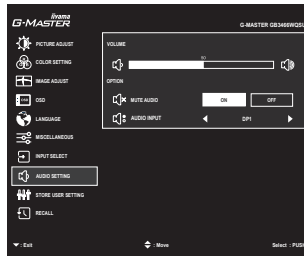 iiyama
G-MASTER
G-MASTER GB3466WQSU
PICTURE ADJUST
COLOR SETTING
IMAGE ADJUST
OSD
LANGUAGE
MISCELLANEOUS
INPUT SELECT
AUDIO SETTING
STORE USER SETTING
RECALL
VOLUME
50
OPTION
MUTE AUDIO
ON
OFF
AUDIO INPUT
DP1
: Exit
: Move
Select : PUSH